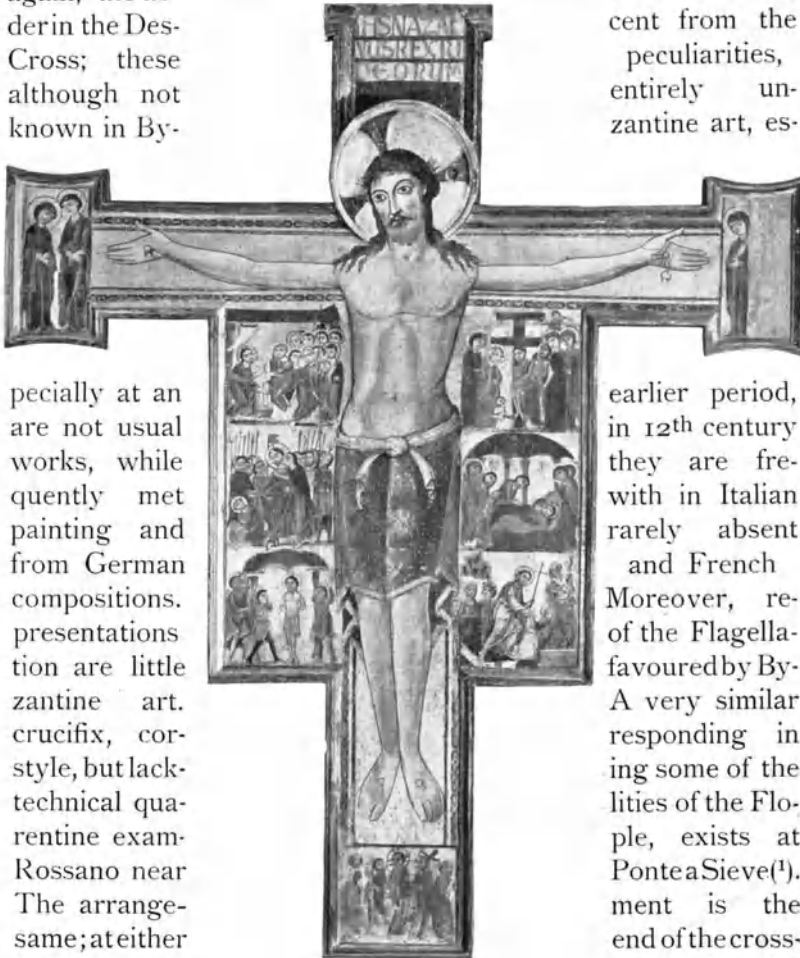 again,
der in the Des- cent from the
Cross; these peculiarities,
although not entirely un-
known in By- zantine art, es-
NUSREXIU
DEORUM
pecially at an earlier period,
are not usual in 12th century
works, while they are fre-
quently met with in Italian
painting and rarely absent
from German and French
compositions. Moreover, re-
presentations of the Flagella-
tion are little favoured by By-
zantine art. A very similar
crucifix, cor- responding in
style, but lack- ing some of the
technical qua- lities of the Flo-
rentine exam- ple, exists at
Rossano near Ponte a Sieve(¹).
The arrange- ment is the
same; at either end of the cross-